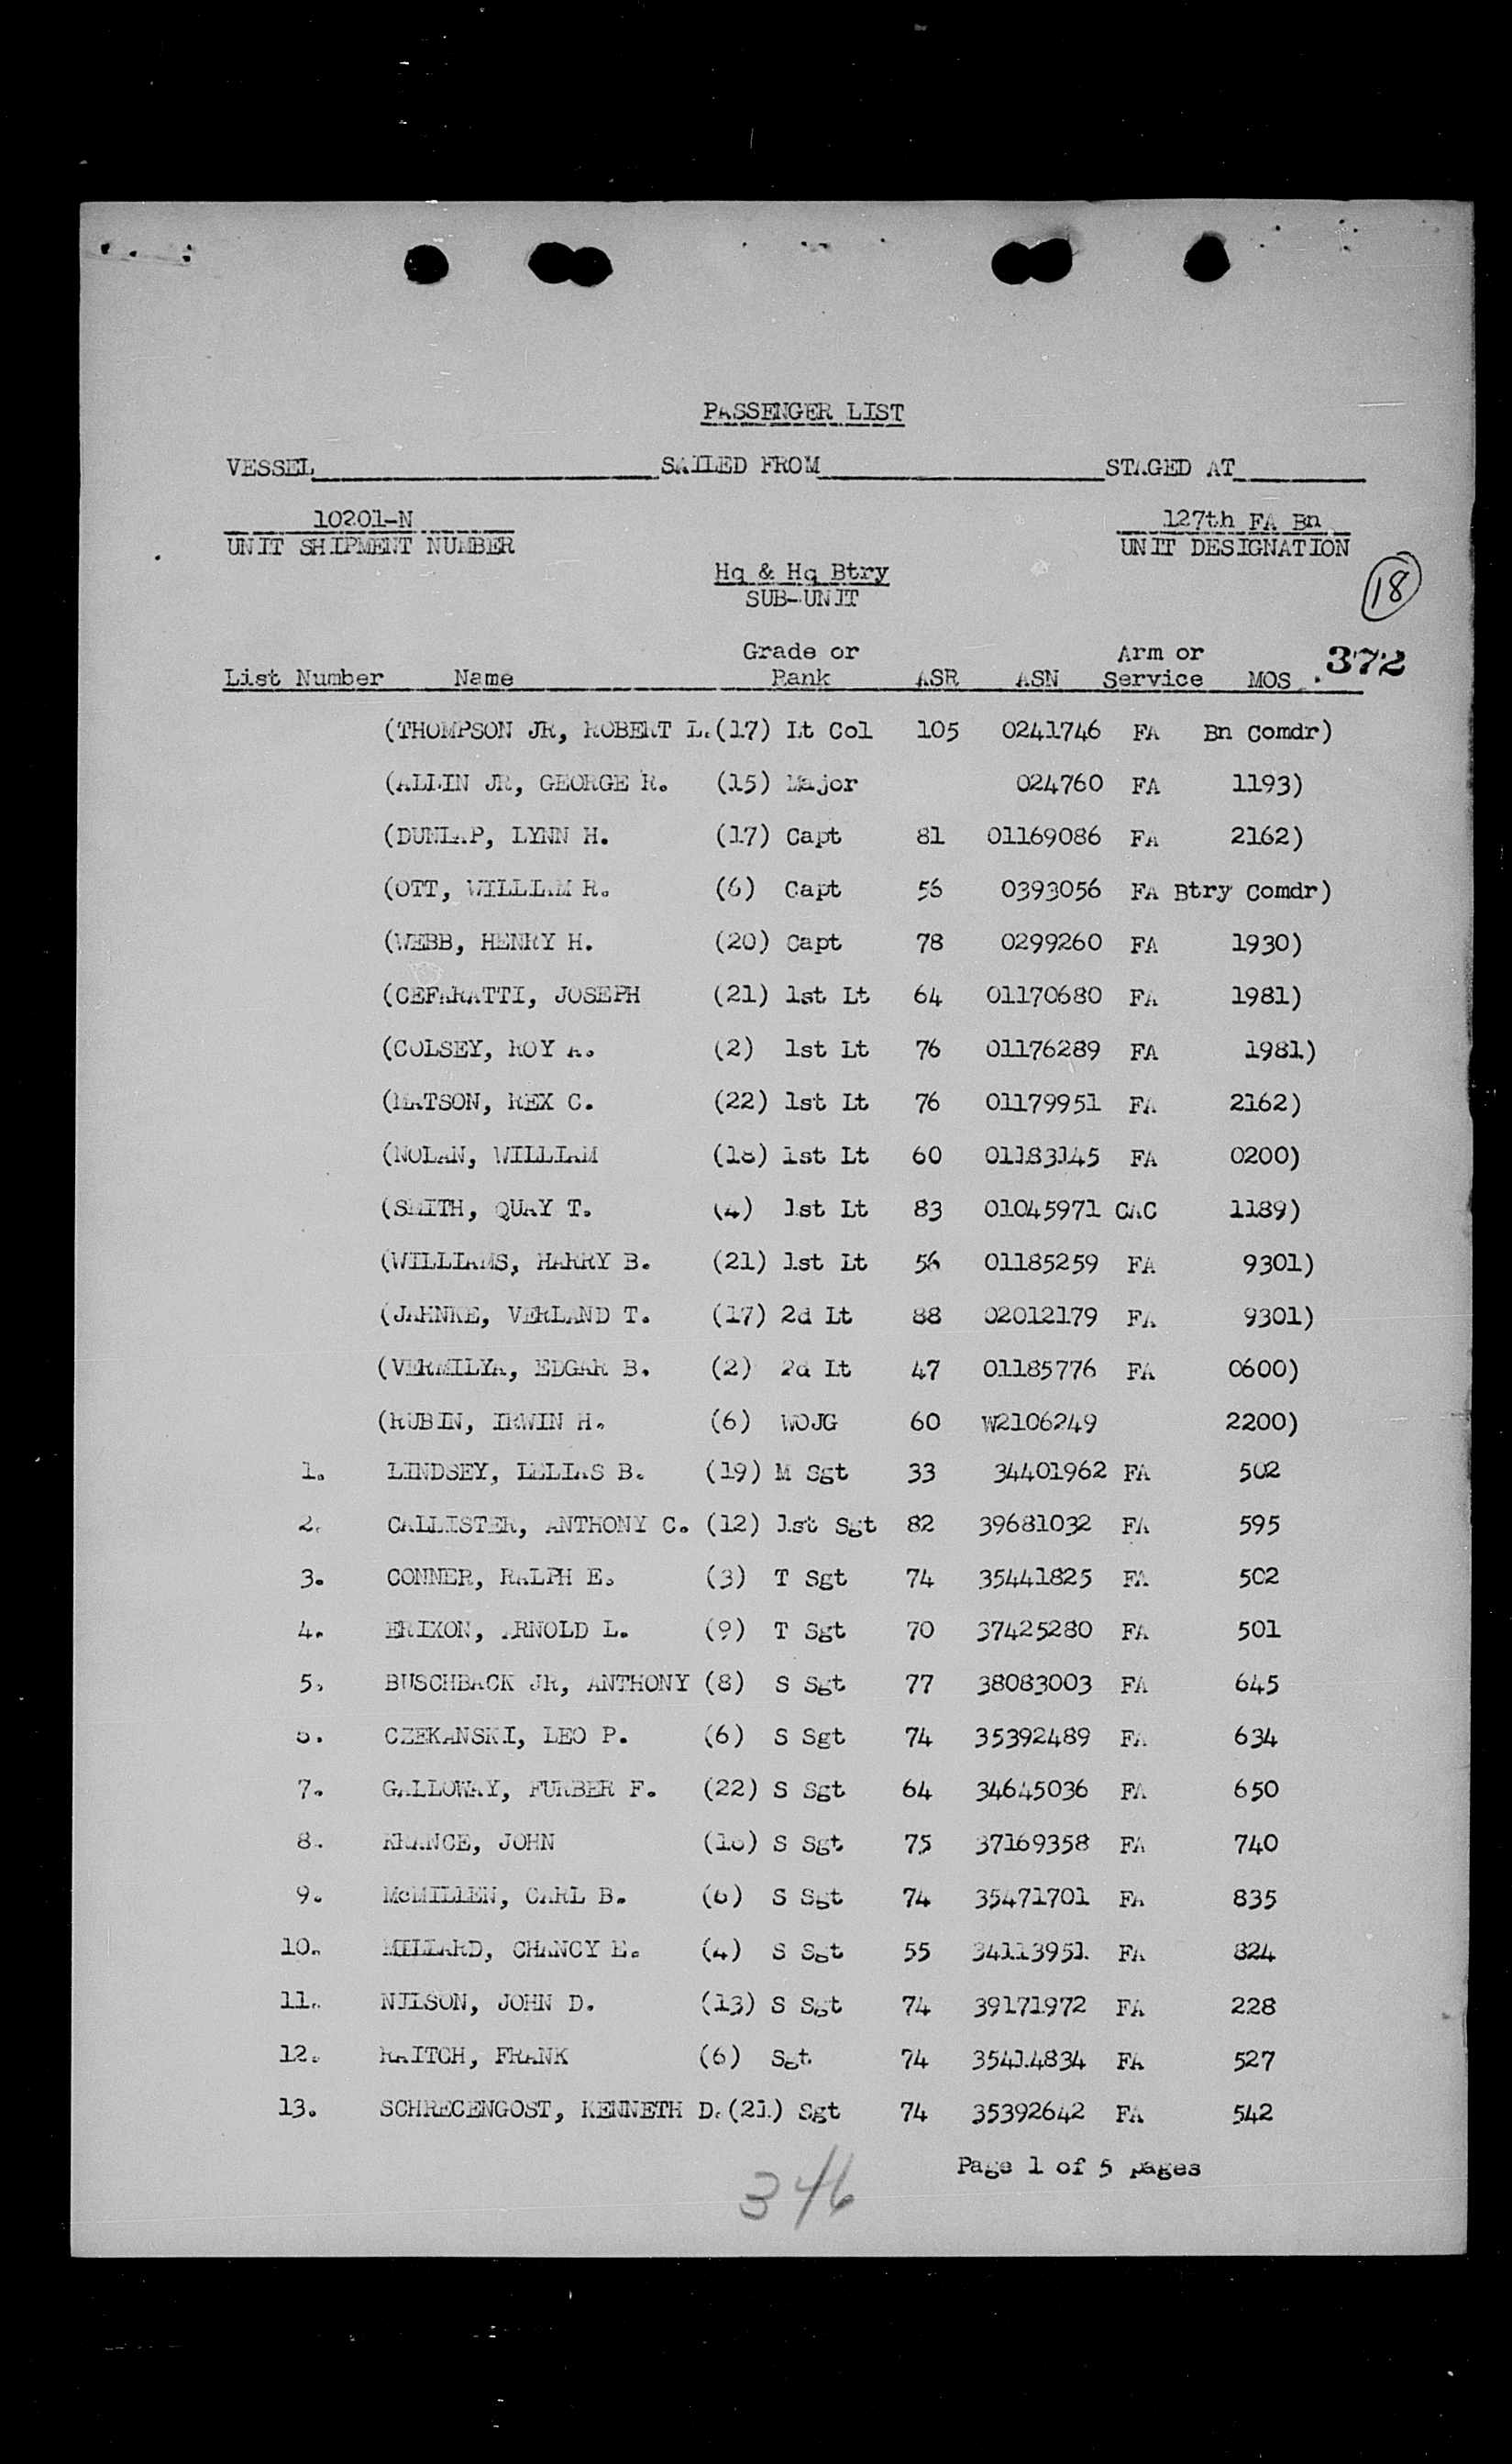 PASSENGER LIST
VESSEL SAILED FROM STAGED AT
10201-N 127th FA Bn
UNIT SHIPMENT NUMBER UNIT DESIGNATION
Hq & Hq Btry
SUB-UNIT
18
Grade or Arm or 372
List Number Name Rank ASR ASN Service MOS
(THOMPSON JR, ROBERT L. (17) Lt Col 105 0241746 FA Bn Comdr)
(ALLIN JR, GEORGE R. (15) Major 024760 FA 1193)
(DUNLAP, LYNN H. (17) Capt 81 01169086 FA 2162)
(OTT, WILLIAM R. (6) Capt 56 0393056 FA Btry Comdr)
(WEBB, HENRY H. (20) Capt 78 0299260 FA 1930)
(CEFARATTI, JOSEPH (21) 1st Lt 64 01170680 FA 1981)
(COLSEY, ROY A. (2) 1st Lt 76 01176289 FA 1981)
(MATSON, REX C. (22) 1st Lt 76 01179951 FA 2162)
(NOLAN, WILLIAM (18) 1st Lt 60 01183145 FA 0200)
(SMITH, QUAY T. (4) 1st Lt 83 01045971 CAC 1189)
(WILLIAMS, HARRY B. (21) 1st Lt 56 01185259 FA 9301)
(JAHNKE, VERLAND T. (17) 2d Lt 88 02012179 FA 9301)
(VERMILYA, EDGAR B. (2) 2d Lt 47 01185776 FA 0600)
(RUBIN, IRWIN H. (6) WOJG 60 W2106249 2200)
1. LINDSEY, LELIAS B. (19) M Sgt 33 34401962 FA 502
2. CALLISTER, ANTHONY C. (12) 1st Sgt 82 39681032 FA 595
3. CONNER, RALPH E. (3) T Sgt 74 35441825 FA 502
4. ERIXON, ARNOLD L. (9) T Sgt 70 37425280 FA 501
5. BUSCHBACK JR, ANTHONY (8) S Sgt 77 38083003 FA 645
6. CZEKANSKI, LEO P. (6) S Sgt 74 35392489 FA 634
7. GALLOWAY, FURBER F. (22) S Sgt 64 34645036 FA 650
8. KRANCE, JOHN S Sgt 75 37169358 FA 740
9. McMILLEN, CARL B. (6) S Sgt 74 35471701 FA 835
10. MILLARD, CHANCY E. (4) S Sgt 55 34113951 FA 824
11. NILSON, JOHN D. (13) S Sgt 74 39171972 FA 228
12. RAITCH, FRANK (6) Sgt 74 35414834 FA 527
13. SCHRECENGOST, KENNETH D. (21) Sgt 74 35392642 FA 542
Page 1 of 5 pages
346